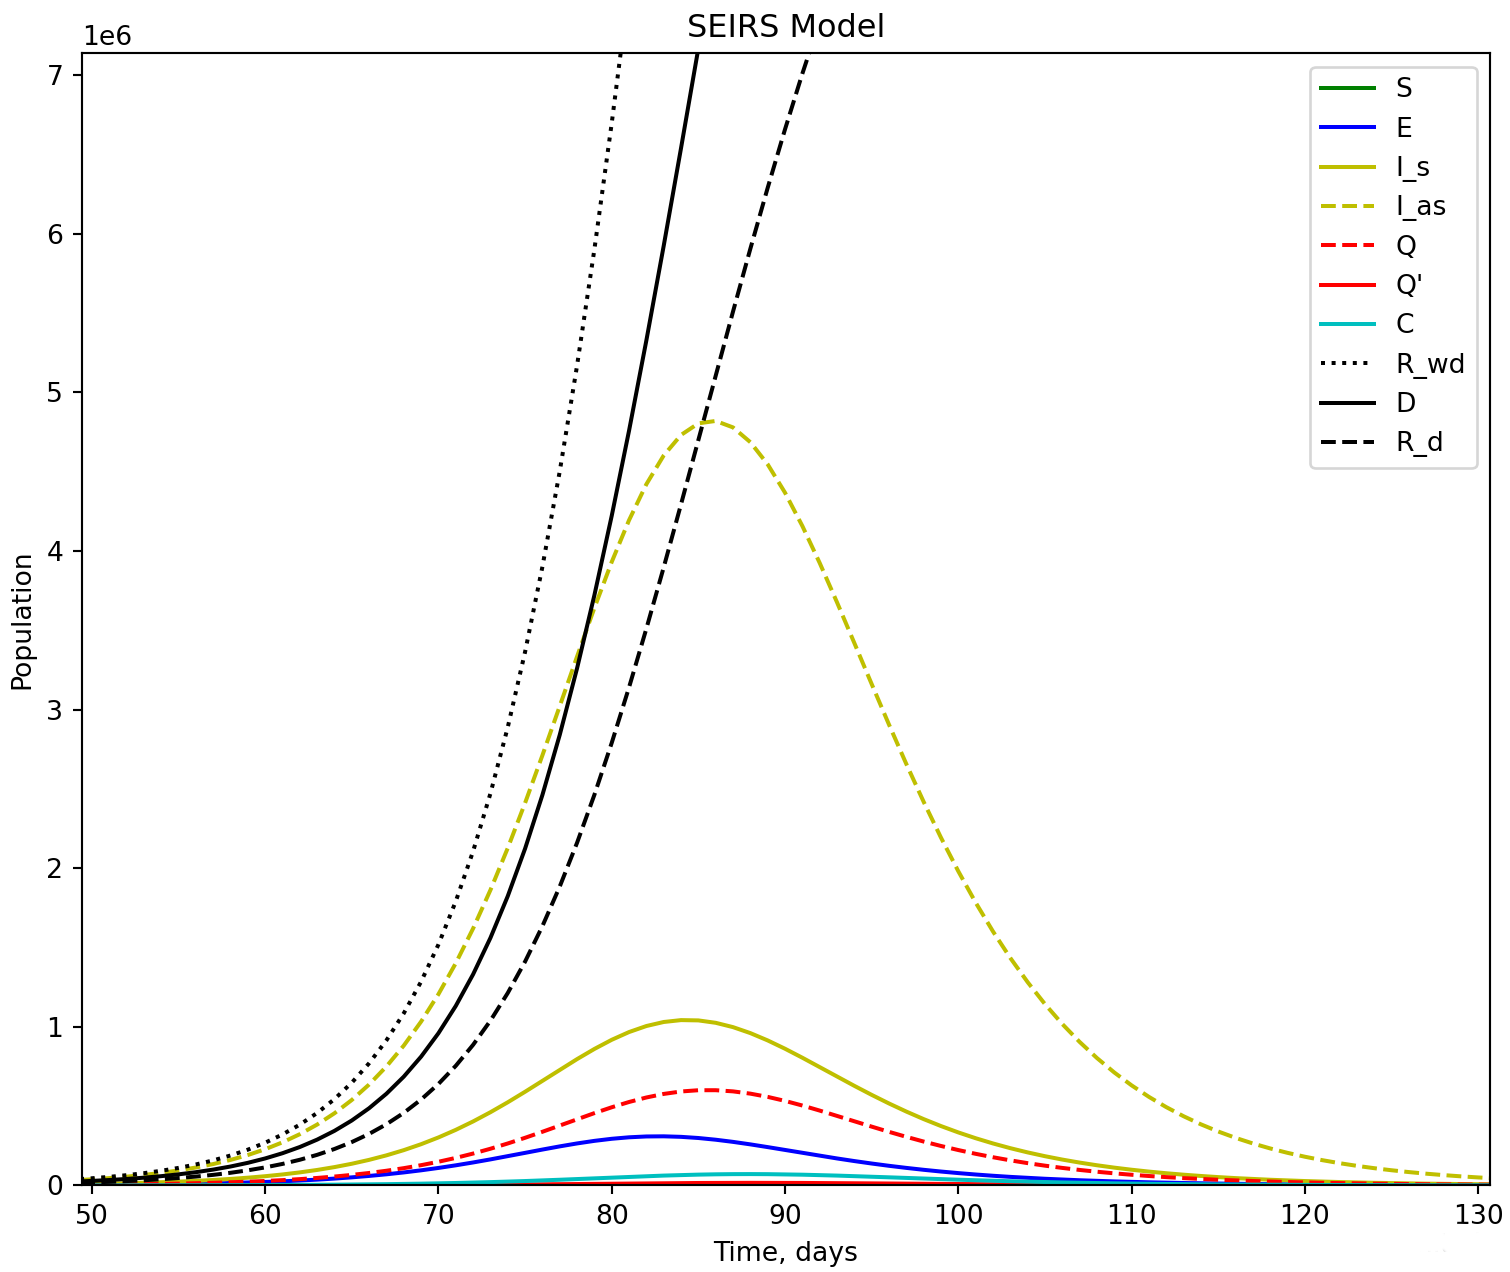 SEIRS Model
1e6
7
6
5
4
3
2
1
0
Population
50 60 70 80 90 100 110 120 130
Time, days
S
E
I_s
I_as
Q
Q'
C
R_wd
D
R_d